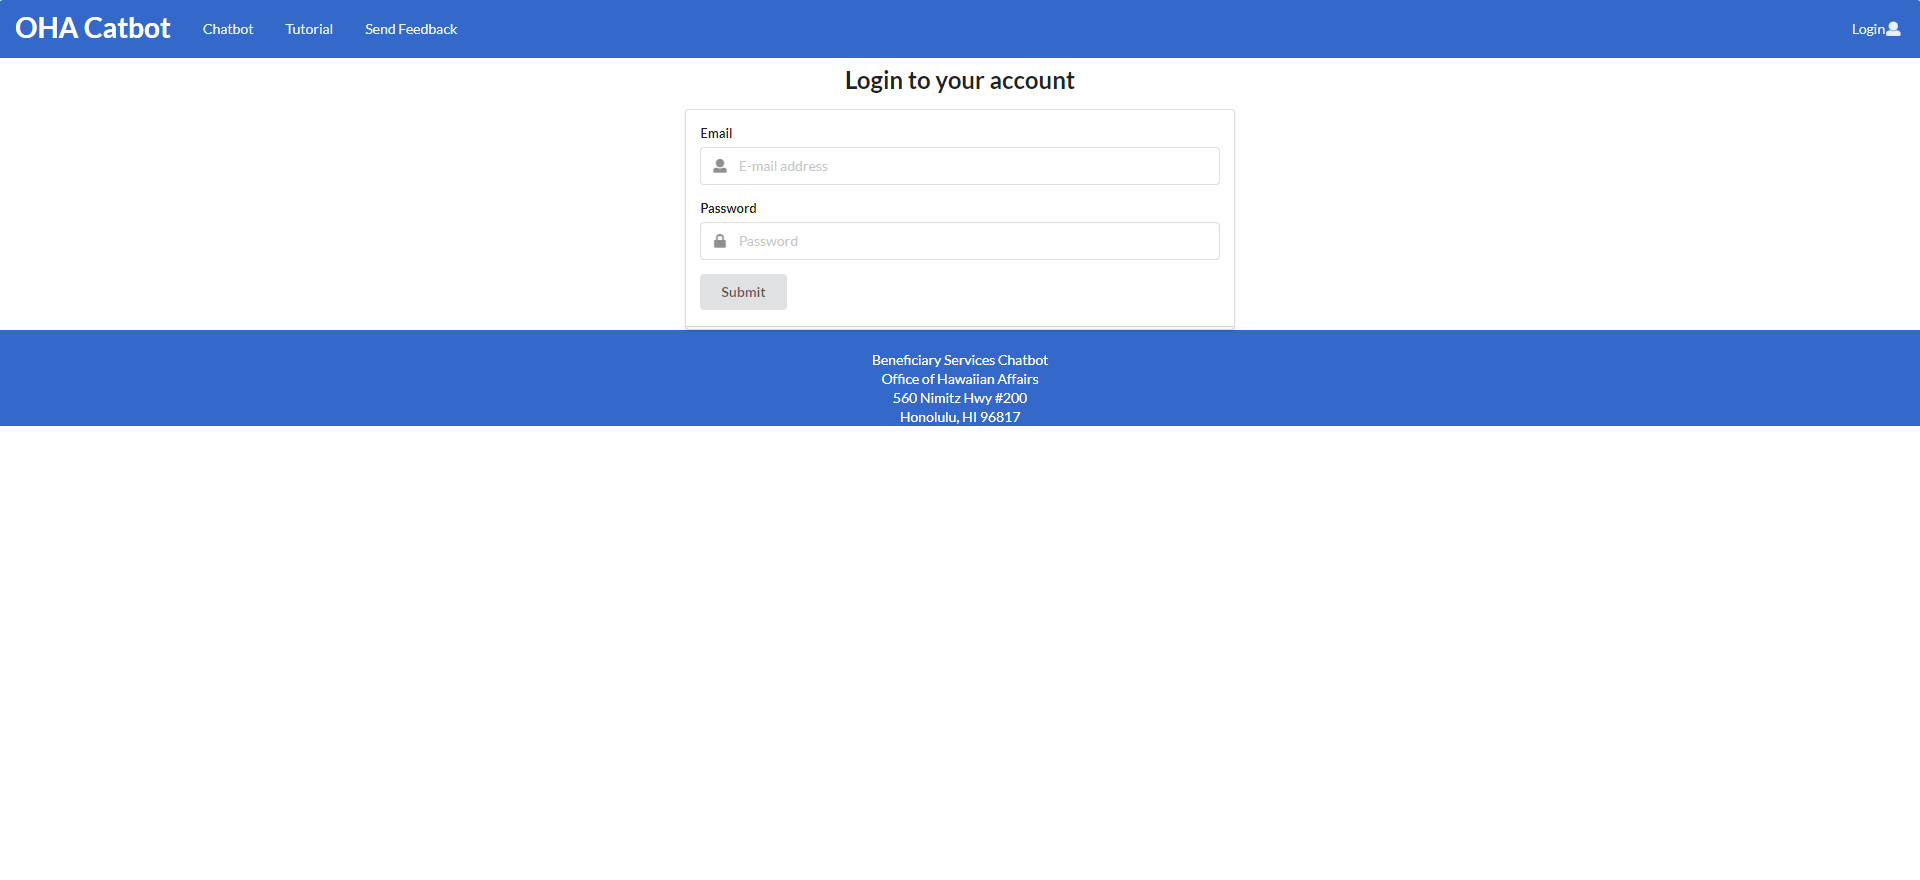 OHA Catbot
Chatbot
Tutorial
Send Feedback
Login
Login to your account
Email
E-mail address
Password
Password
Submit
Beneficiary Services Chatbot
Office of Hawaiian Affairs
560 Nimitz Hwy #200
Honolulu, HI 96817